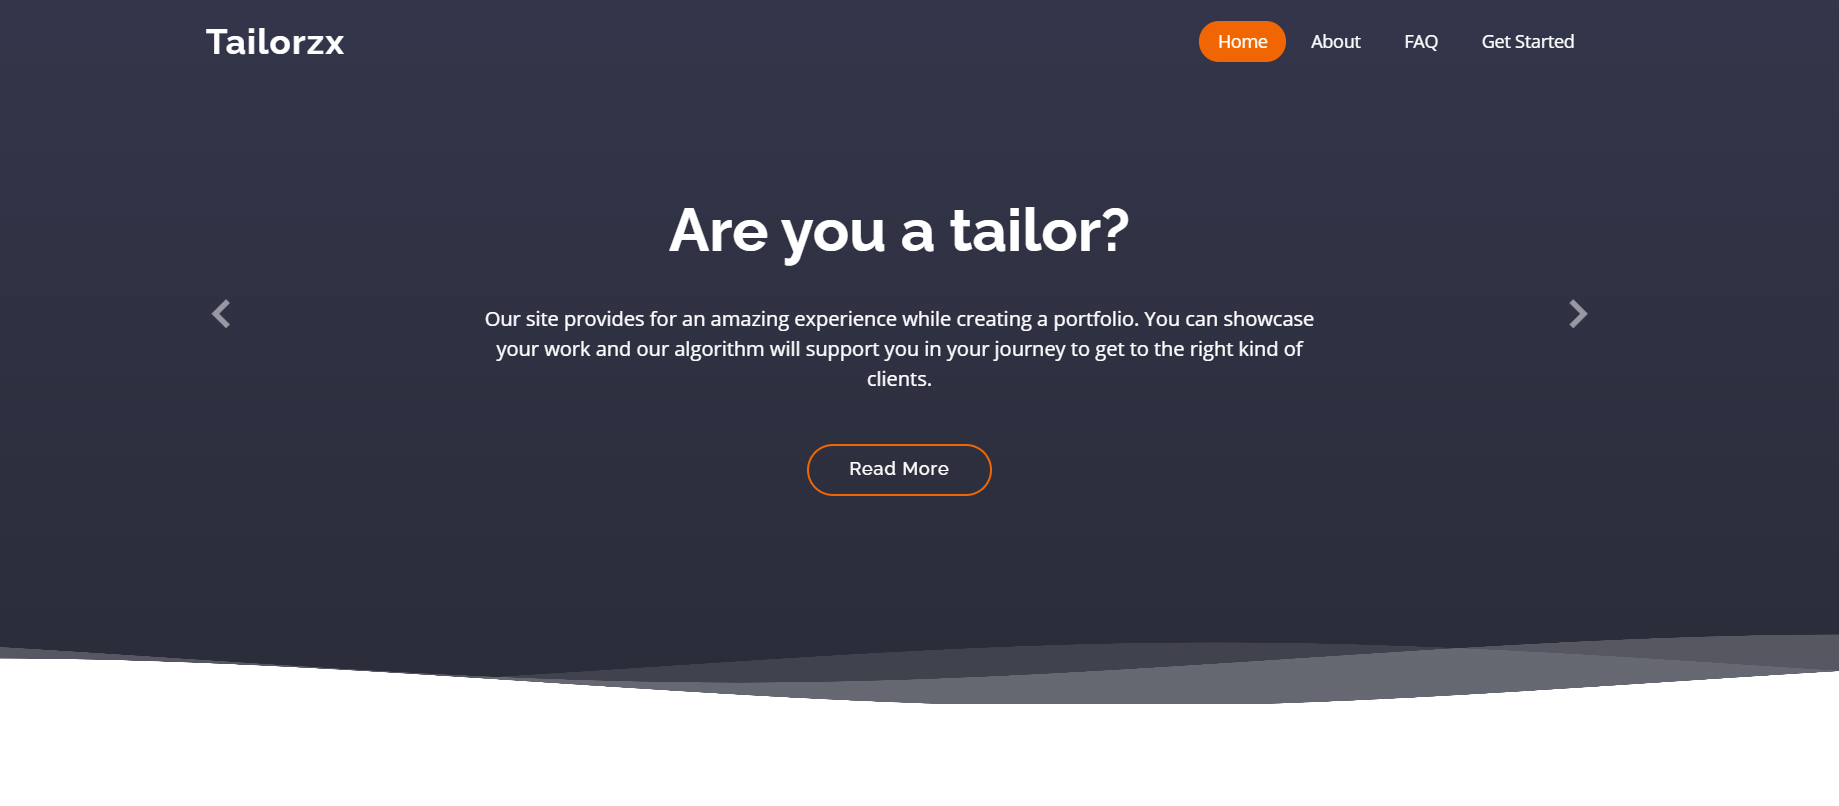 Tailorzx
Home
About
FAQ
Get Started
Are you a tailor?
Our site provides for an amazing experience while creating a portfolio. You can showcase
your work and our algorithm will support you in your journey to get to the right kind of
clients.
Read More